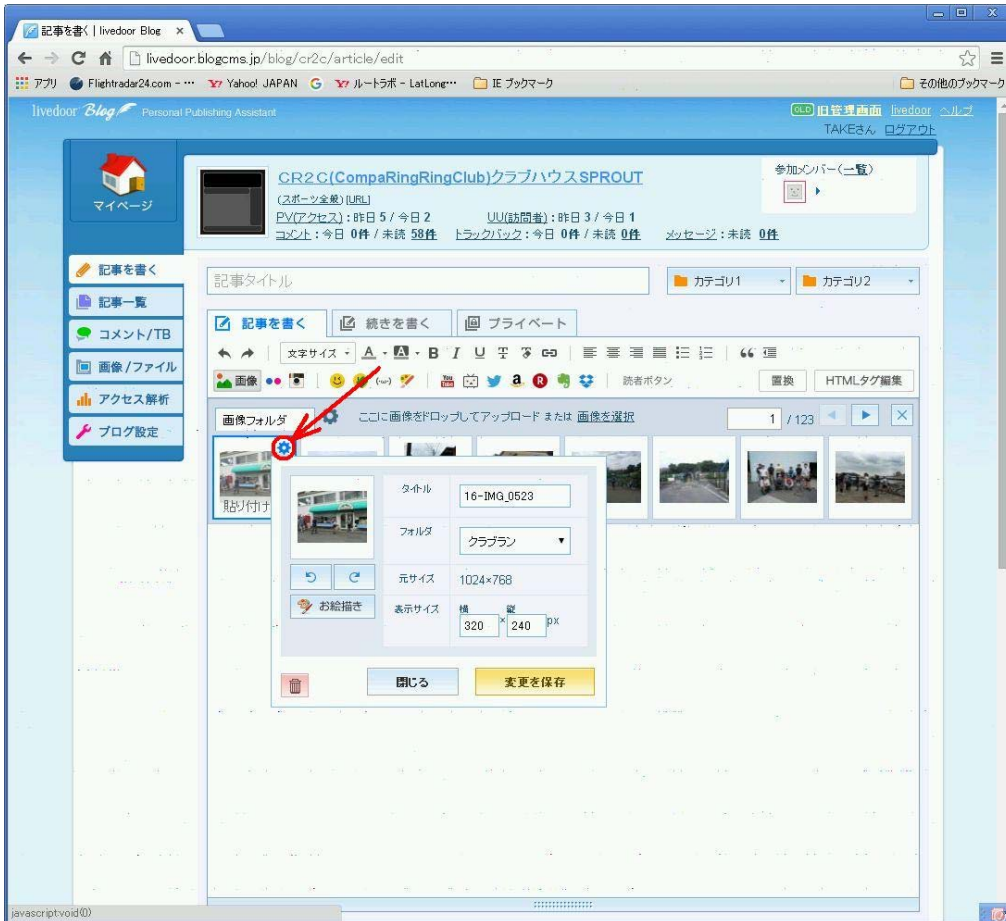 記事を書く | livedoor Blog ×
livedoor.blogcms.jp/blog/cr2c/article/edit
アプリ Flightradar24.com - … Yahoo! JAPAN ルートラボ - LatLong… IE ブックマーク その他のブックマーク
livedoor Blog Personal Publishing Assistant OLD 旧管理画面 livedoor ヘルプ
TAKEさん ログアウト
マイページ
CR2C(CompaRingRingClub)クラブハウスSPROUT
(スポーツ全般) [URL]
PV(アクセス):昨日 5 / 今日 2 UU(訪問者):昨日 3 / 今日 1
コメント:今日 0件 / 未読 58件 トラックバック:今日 0件 / 未読 0件 メッセージ:未読 0件
参加メンバー(一覧)
記事を書く
記事一覧
コメント/TB
画像/ファイル
アクセス解析
ブログ設定
記事タイトル カテゴリ1 カテゴリ2
記事を書く 続きを書く プライベート
文字サイズ A A B I U
画像 読者ボタン 置換 HTMLタグ編集
画像フォルダ ここに画像をドロップしてアップロード または 画像を選択 1 / 123
貼り付け
タイトル 16-IMG_0523
フォルダ クラブラン
元サイズ 1024×768
お絵描き
表示サイズ 横 縦
320 × 240 px
閉じる 変更を保存
javascript:void(0)